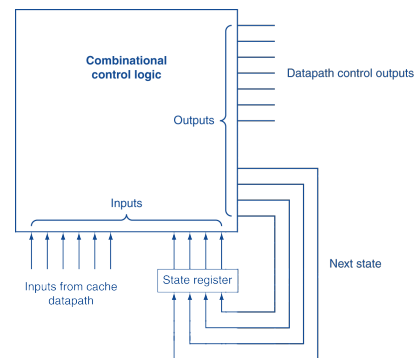 Combinational
control logic
Datapath control outputs
Outputs
Inputs
Next state
State register
Inputs from cache
datapath